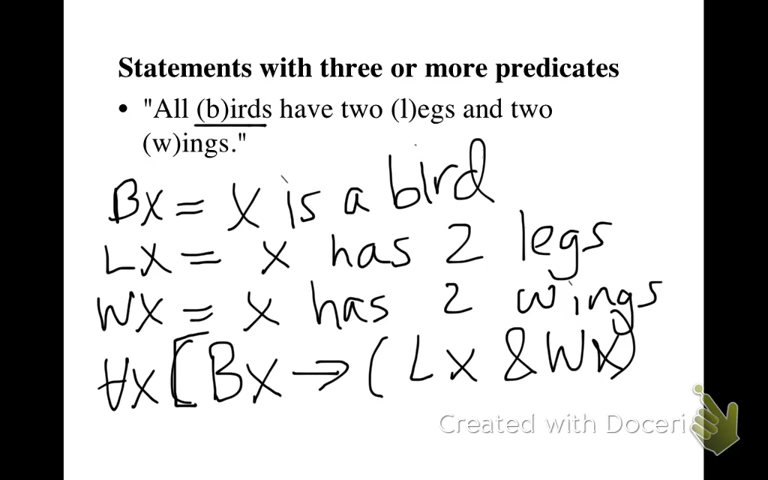 Statements with three or more predicates
• "All (b)irds have two (l)egs and two
(w)ings."
BX = X is a bird
LX = X has 2 legs
WX = X has 2 wings
∀X [BX → (LX & WX)
Created with Doceri